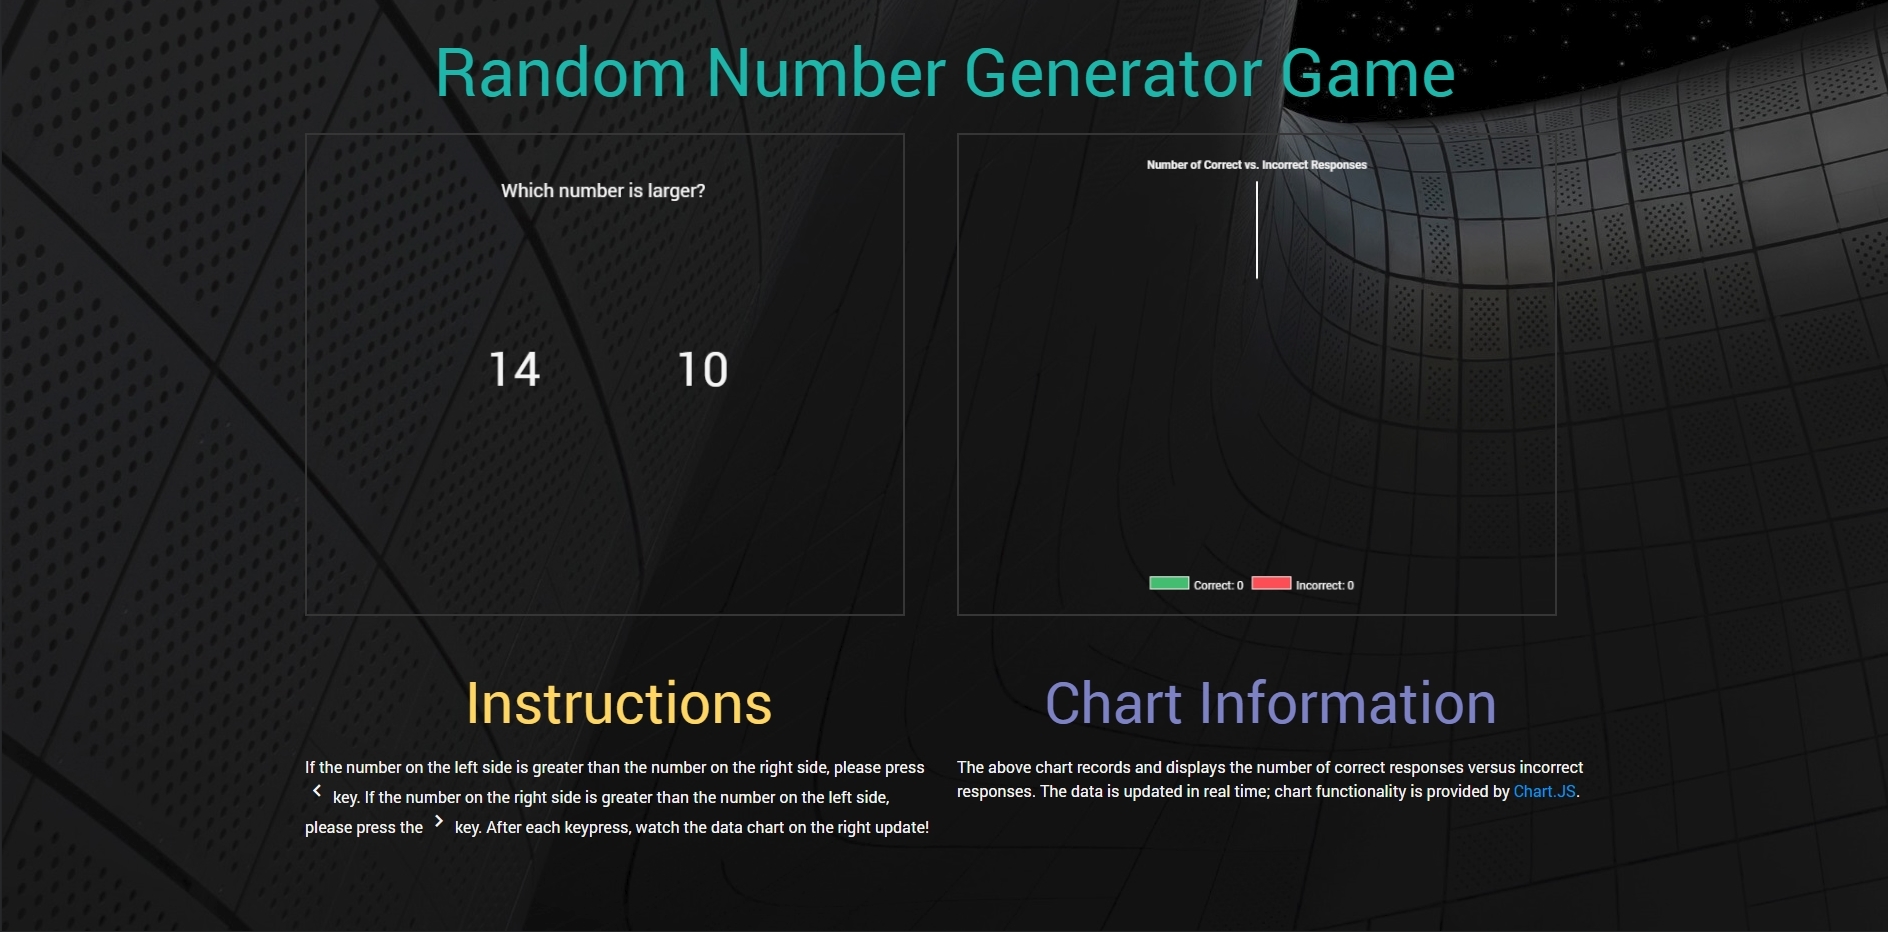 Random Number Generator Game
Which number is larger?
14 10
Number of Correct vs. Incorrect Responses
Correct: 0 Incorrect: 0
Instructions
If the number on the left side is greater than the number on the right side, please press
< key. If the number on the right side is greater than the number on the left side,
please press the > key. After each keypress, watch the data chart on the right update!
Chart Information
The above chart records and displays the number of correct responses versus incorrect
responses. The data is updated in real time; chart functionality is provided by Chart.JS.